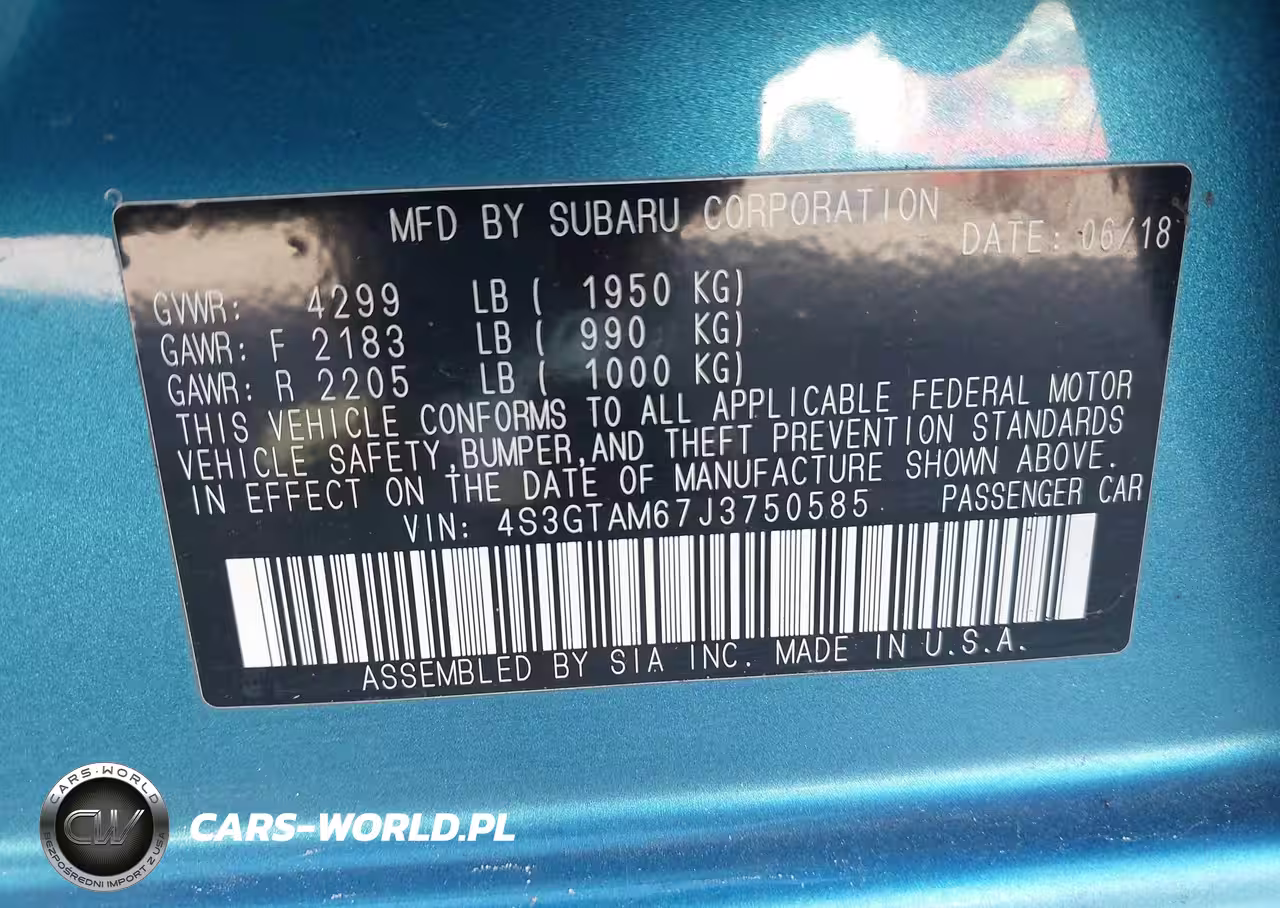 MFD BY SUBARU CORPORATION
DATE: 06/18
GVWR: 4299 LB ( 1950 KG)
GAWR: F 2183 LB ( 990 KG)
GAWR: R 2205 LB ( 1000 KG)
THIS VEHICLE CONFORMS TO ALL APPLICABLE FEDERAL MOTOR
VEHICLE SAFETY,BUMPER,AND THEFT PREVENTION STANDARDS
IN EFFECT ON THE DATE OF MANUFACTURE SHOWN ABOVE.
VIN: 4S3GTAM67J3750585 PASSENGER CAR
ASSEMBLED BY SIA INC. MADE IN U.S.A.
CARS-WORLD
CW
BEZPOŚREDNI IMPORT Z USA
CARS-WORLD.PL